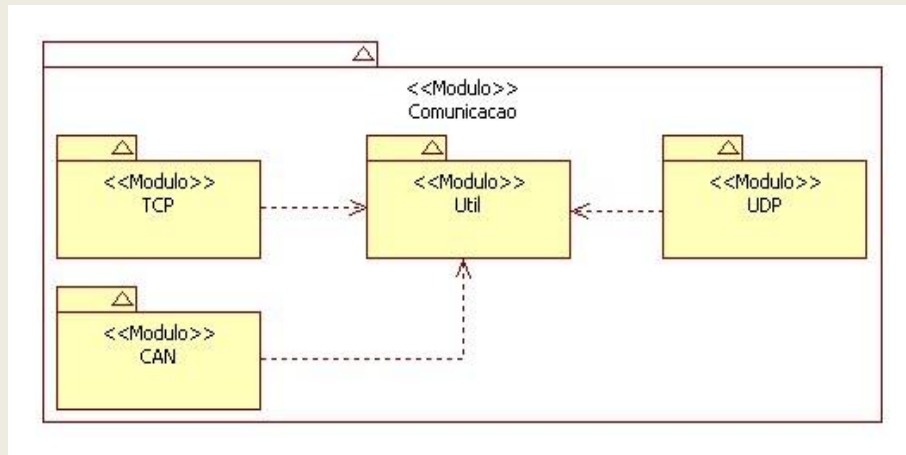 <<Modulo>>
Comunicacao
<<Modulo>>
TCP
<<Modulo>>
Util
<<Modulo>>
UDP
<<Modulo>>
CAN